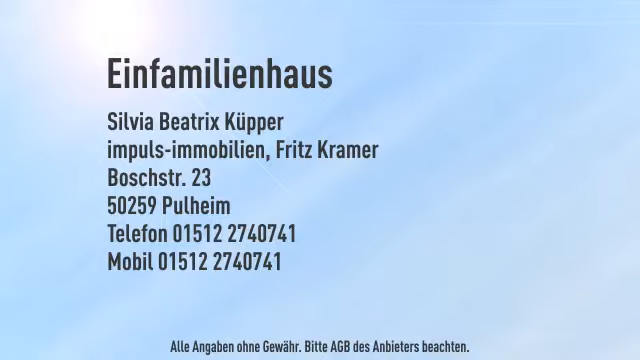 Einfamilienhaus
Silvia Beatrix Küpper
impuls-immobilien, Fritz Kramer
Boschstr. 23
50259 Pulheim
Telefon 01512 2740741
Mobil 01512 2740741
Alle Angaben ohne Gewähr. Bitte AGB des Anbieters beachten.